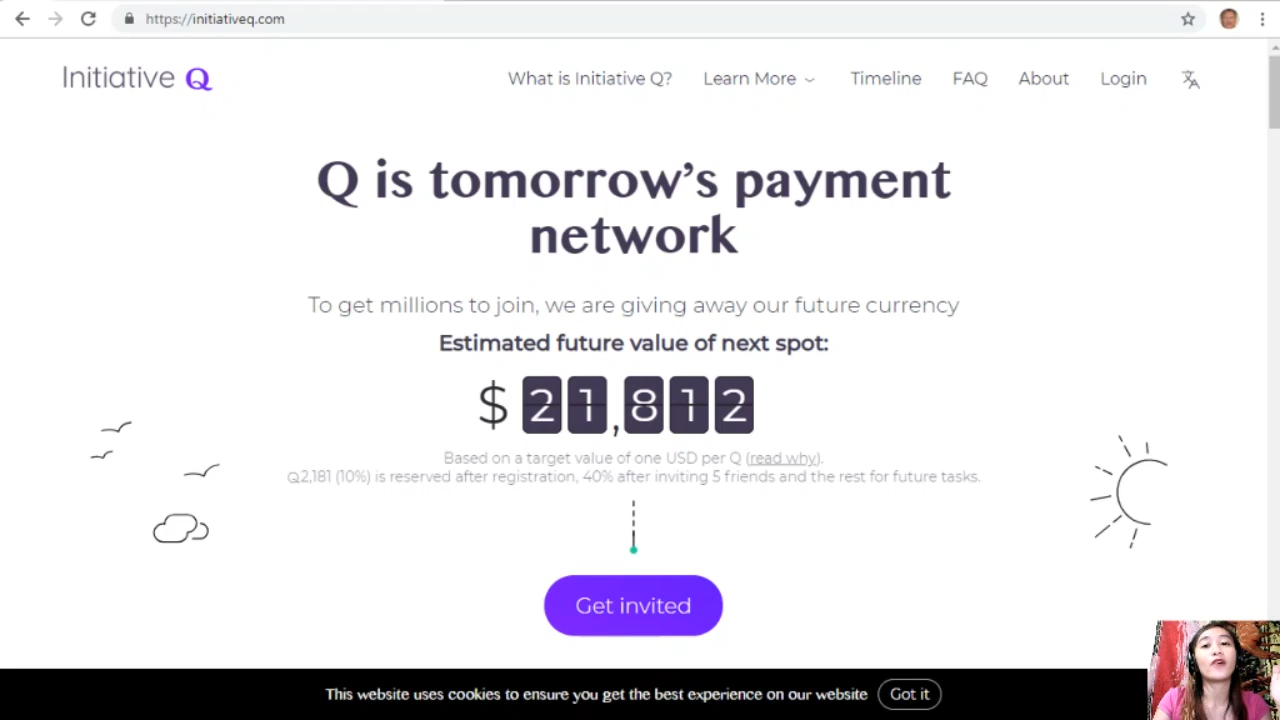 https://initiativeq.com
Initiative Q
What is Initiative Q? Learn More Timeline FAQ About Login
Q is tomorrow’s payment
network
To get millions to join, we are giving away our future currency
Estimated future value of next spot:
$ 21,812
Based on a target value of one USD per Q (read why).
Q2,181 (10%) is reserved after registration, 40% after inviting 5 friends and the rest for future tasks.
Get invited
This website uses cookies to ensure you get the best experience on our website Got it